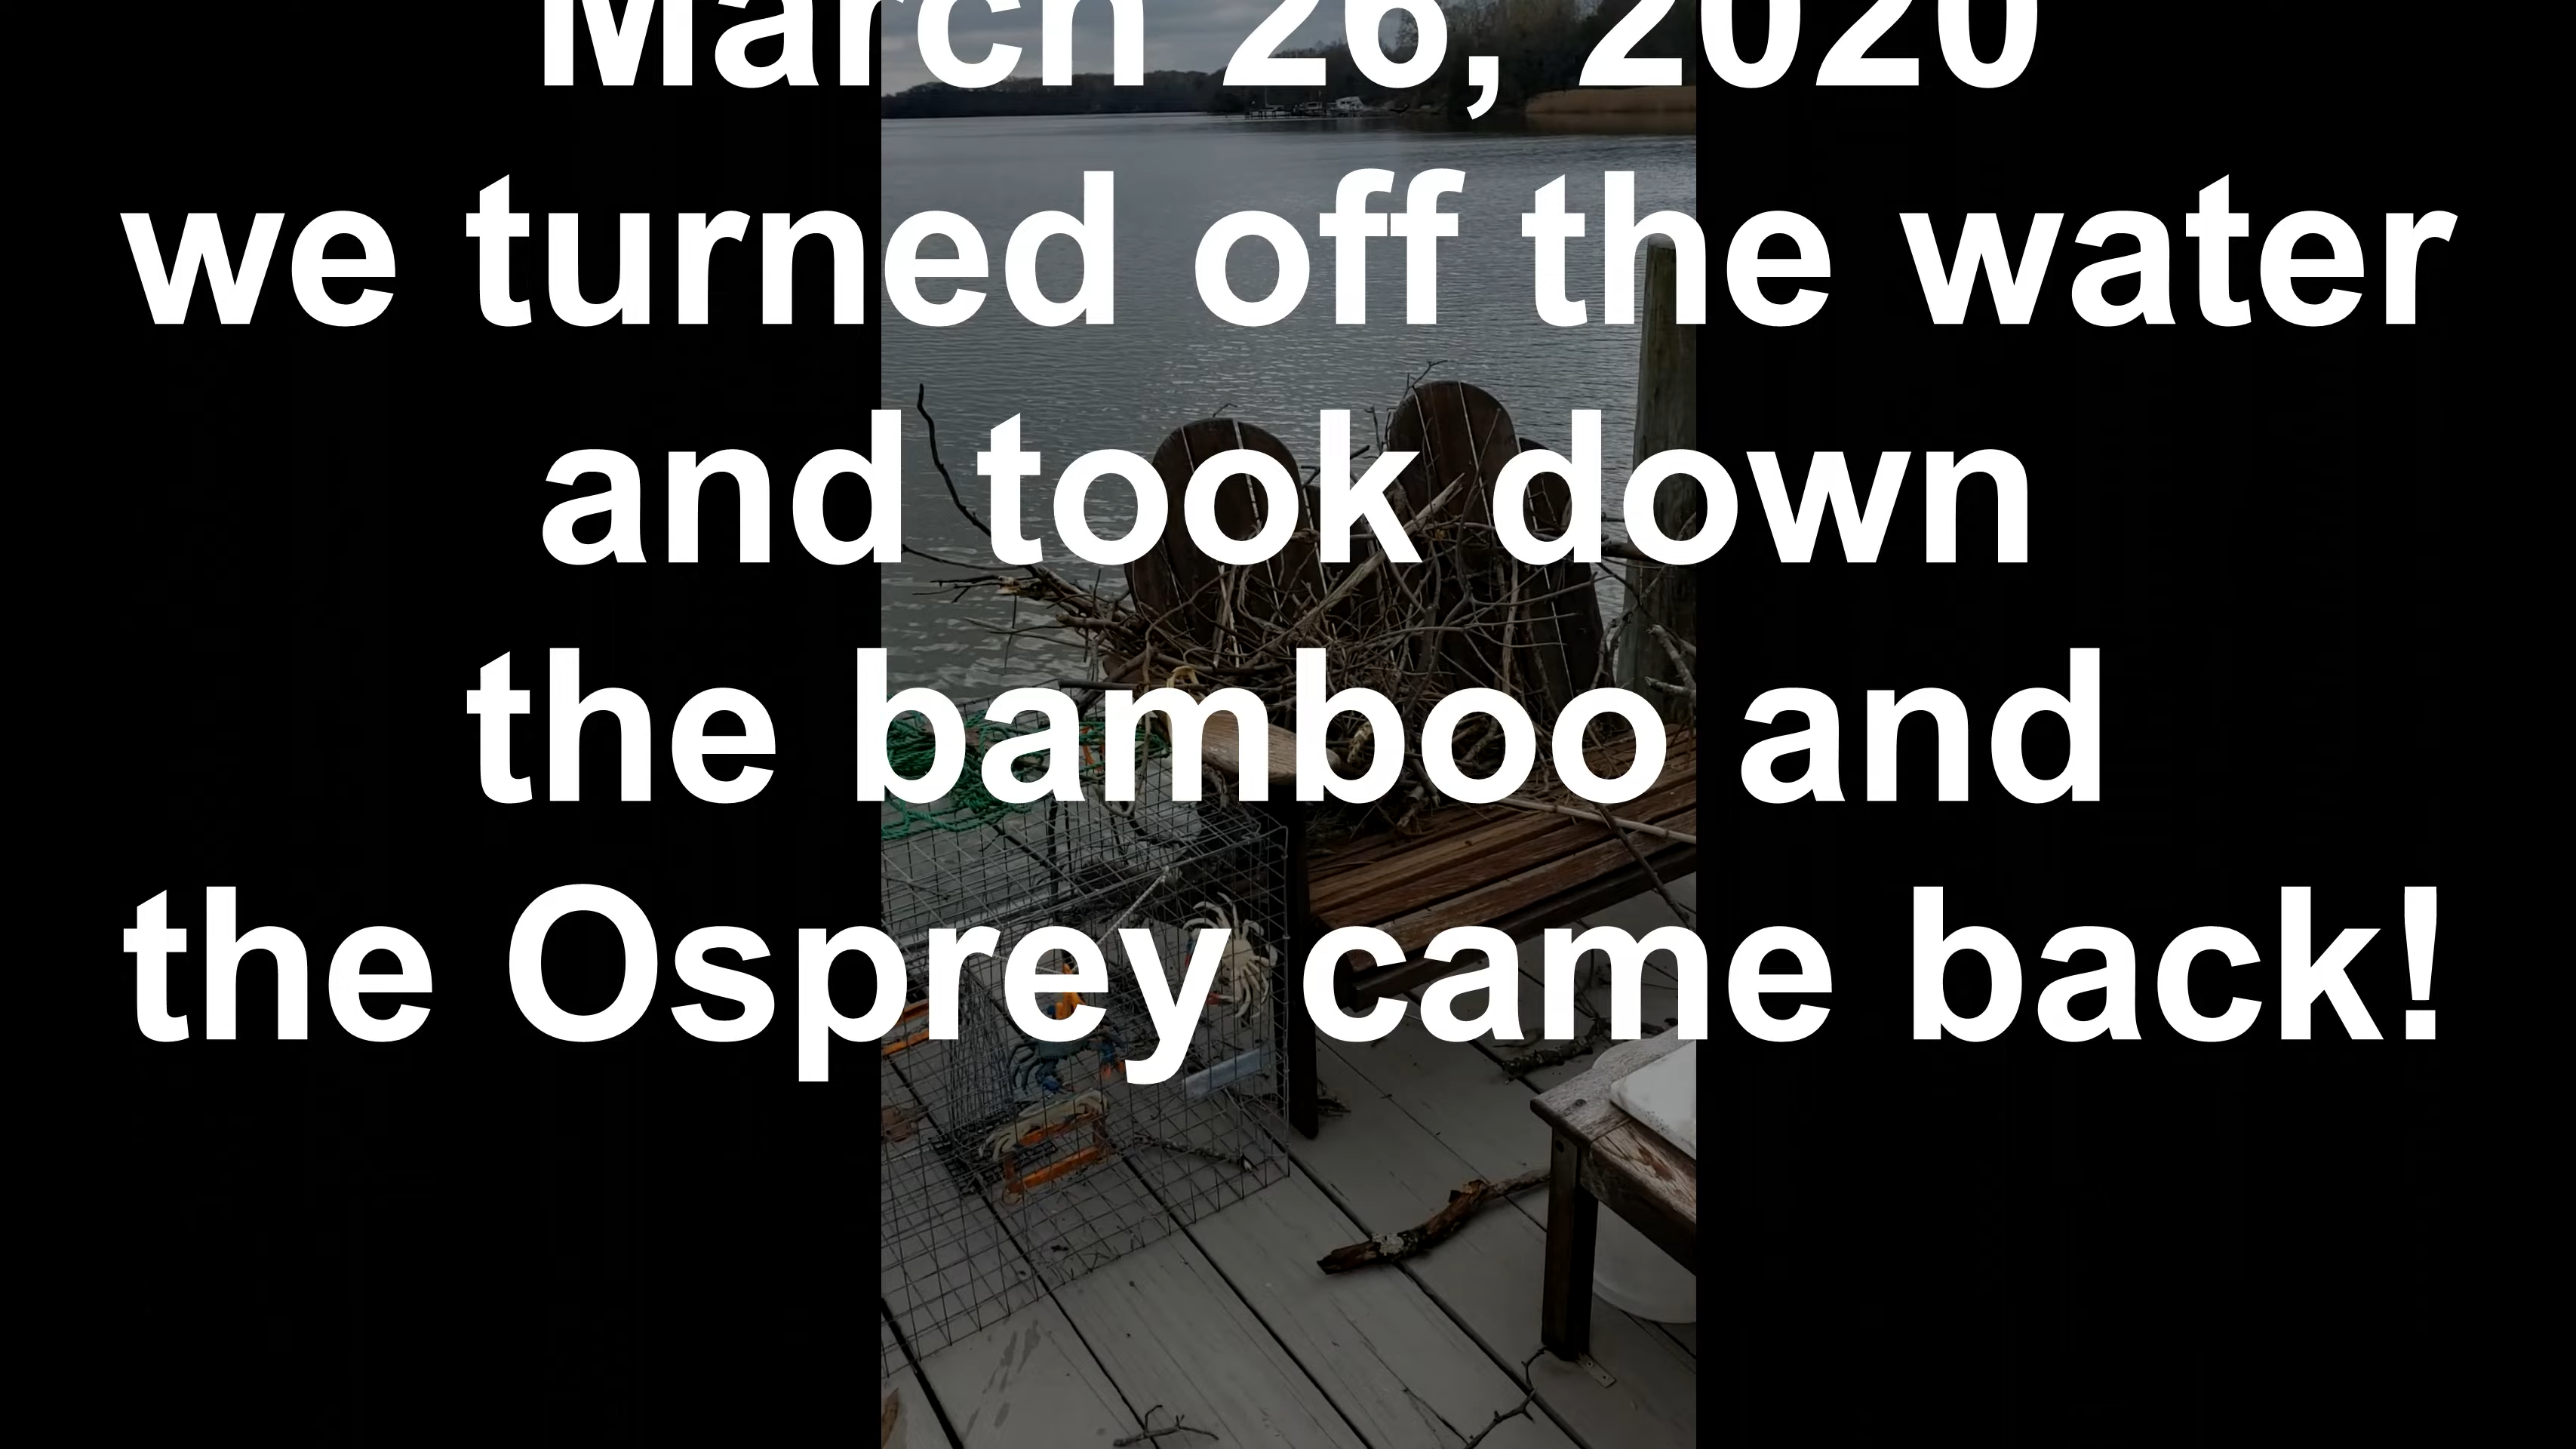 March 26, 2020
we turned off the water
and took down
the bamboo and
the Osprey came back!